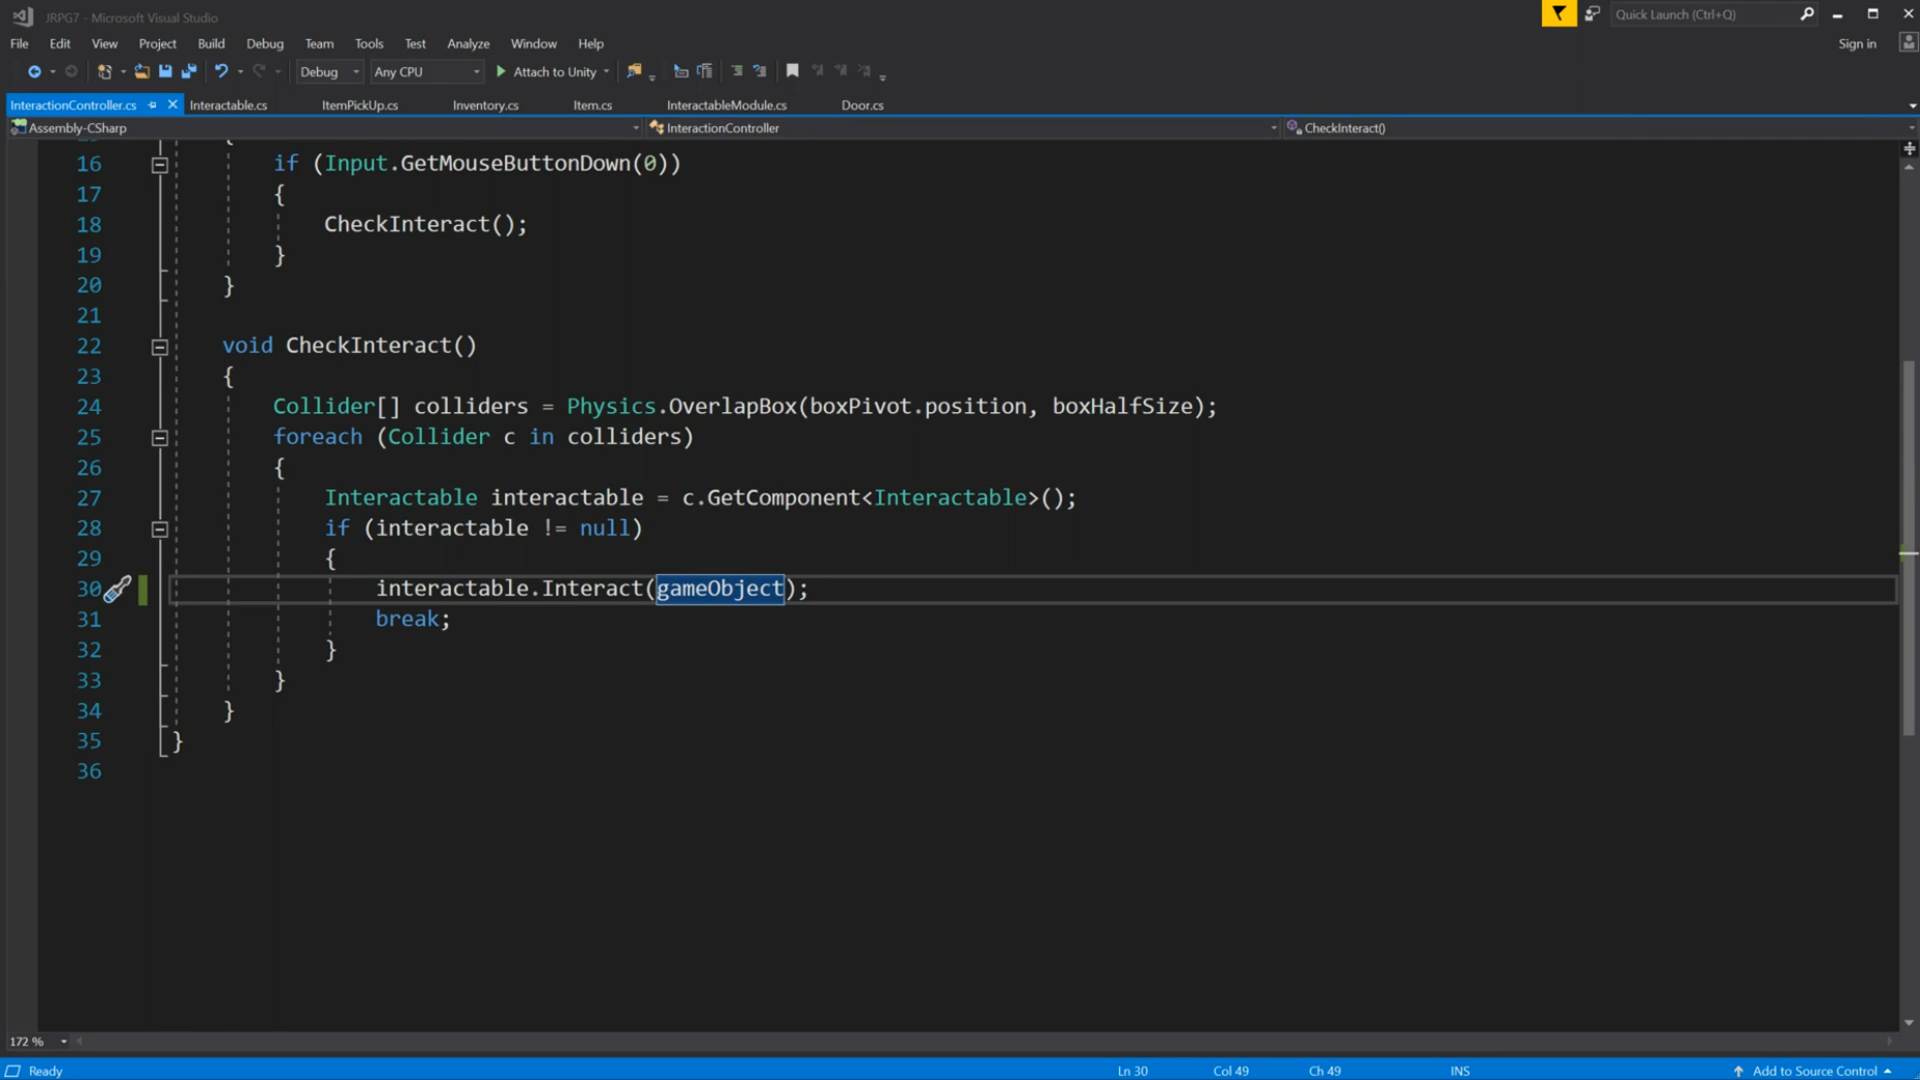 JRPG7 - Microsoft Visual Studio
Quick Launch (Ctrl+Q)
File Edit View Project Build Debug Team Tools Test Analyze Window Help
Sign in
Debug Any CPU Attach to Unity
InteractionController.cs Interactable.cs ItemPickUp.cs Inventory.cs Item.cs InteractableModule.cs Door.cs
Assembly-CSharp InteractionController CheckInteract()
16 if (Input.GetMouseButtonDown(0))
17 {
18 CheckInteract();
19 }
20 }
21
22 void CheckInteract()
23 {
24 Collider[] colliders = Physics.OverlapBox(boxPivot.position, boxHalfSize);
25 foreach (Collider c in colliders)
26 {
27 Interactable interactable = c.GetComponent<Interactable>();
28 if (interactable != null)
29 {
30 interactable.Interact(gameObject);
31 break;
32 }
33 }
34 }
35 }
36
172 %
Ready Ln 30 Col 49 Ch 49 INS Add to Source Control